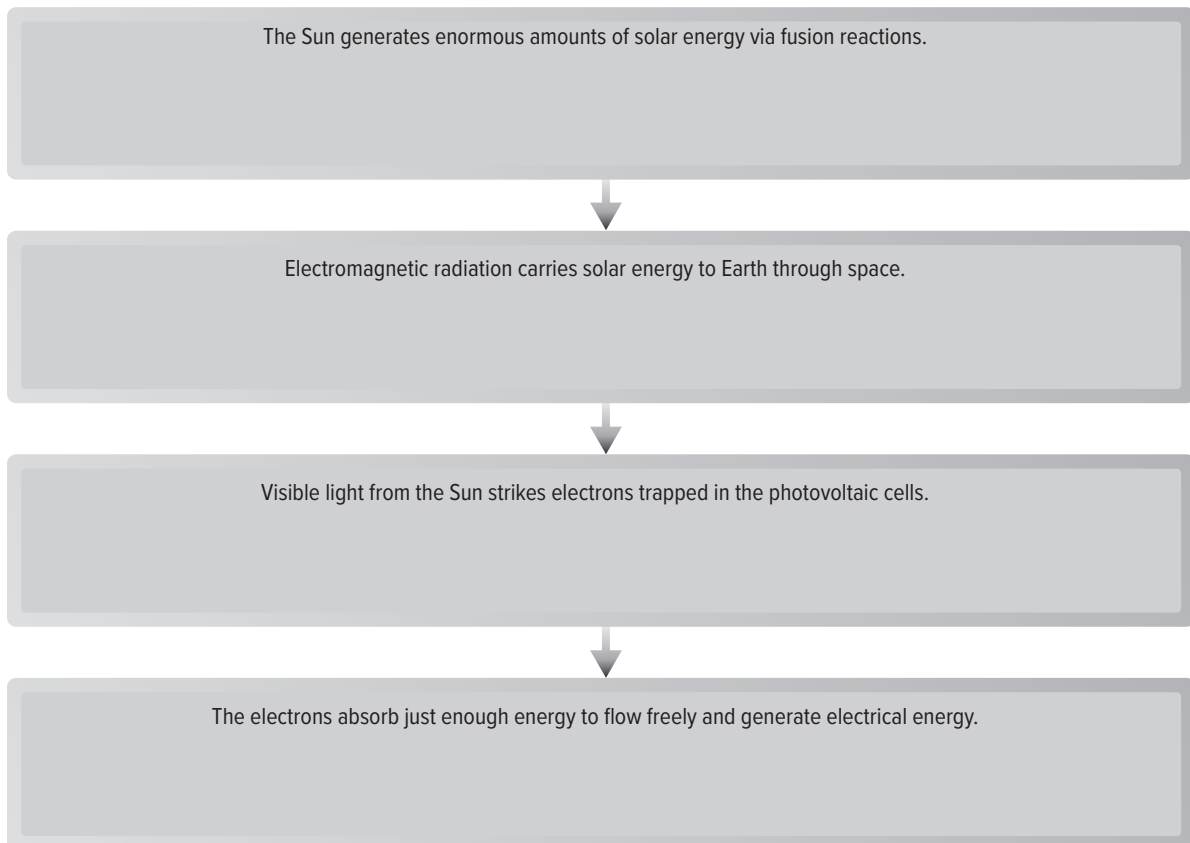 The Sun generates enormous amounts of solar energy via fusion reactions.
Electromagnetic radiation carries solar energy to Earth through space.
Visible light from the Sun strikes electrons trapped in the photovoltaic cells.
The electrons absorb just enough energy to flow freely and generate electrical energy.